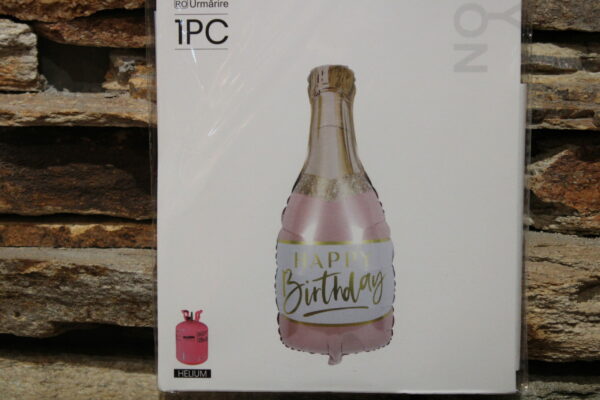 RO Urmărire
1PC
HAPPY
Birthday
HELIUM